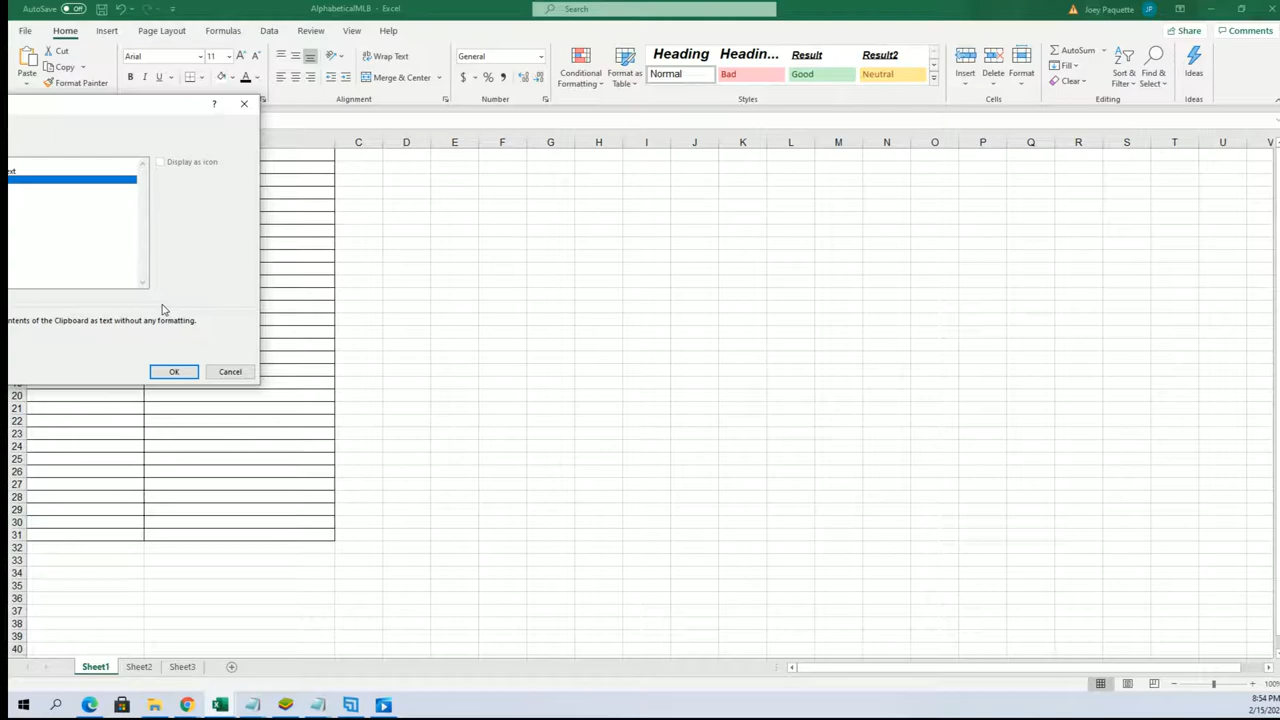 AutoSave Off AlphabeticalMLB - Excel Search Joey Paquette JP
File Home Insert Page Layout Formulas Data Review View Help Share Comments
Paste Cut Copy Format Painter
Arial 11
B I U A
Wrap Text
Merge & Center
Alignment
General
$ % ,
Number
Conditional Formatting
Format as Table
Heading Headin... Result Result2
Normal Bad Good Neutral
Styles
Insert Delete Format
Cells
AutoSum
Fill
Clear
Sort & Filter
Find & Select
Editing
Ideas
Ideas
? ×
ext
Display as icon
ntents of the Clipboard as text without any formatting.
OK Cancel
C D E F G H I J K L M N O P Q R S T U V
20
21
22
23
24
25
26
27
28
29
30
31
32
33
34
35
36
37
38
39
40
Sheet1 Sheet2 Sheet3
100%
8:54 PM
2/15/202